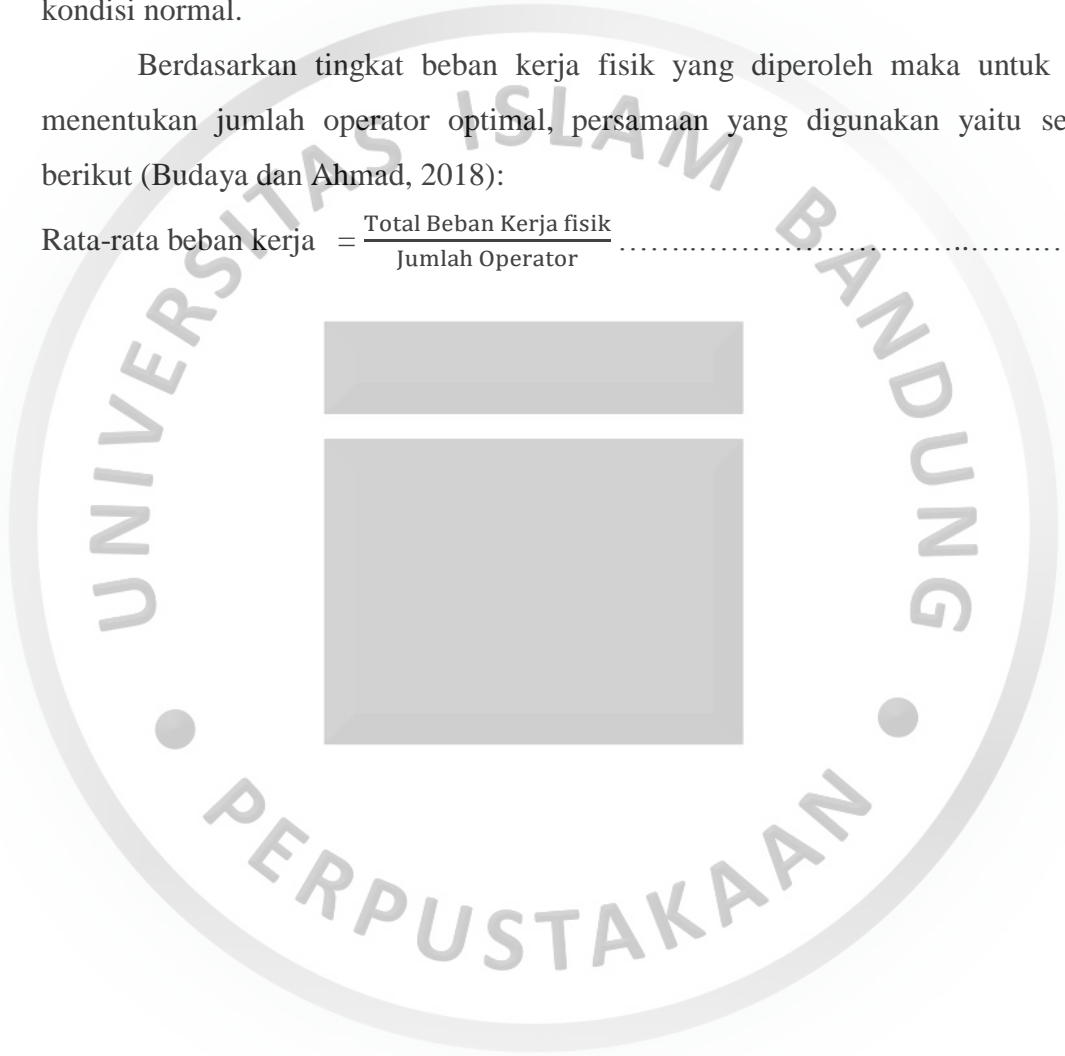 kondisi normal.
Berdasarkan tingkat beban kerja fisik yang diperoleh maka untuk
menentukan jumlah operator optimal, persamaan yang digunakan yaitu se
berikut (Budaya dan Ahmad, 2018):
Rata-rata beban kerja = Total Beban Kerja fisik / Jumlah Operator ……..……………………..……….
UNIVERSITAS ISLAM BANDUNG
PERPUSTAKAAN